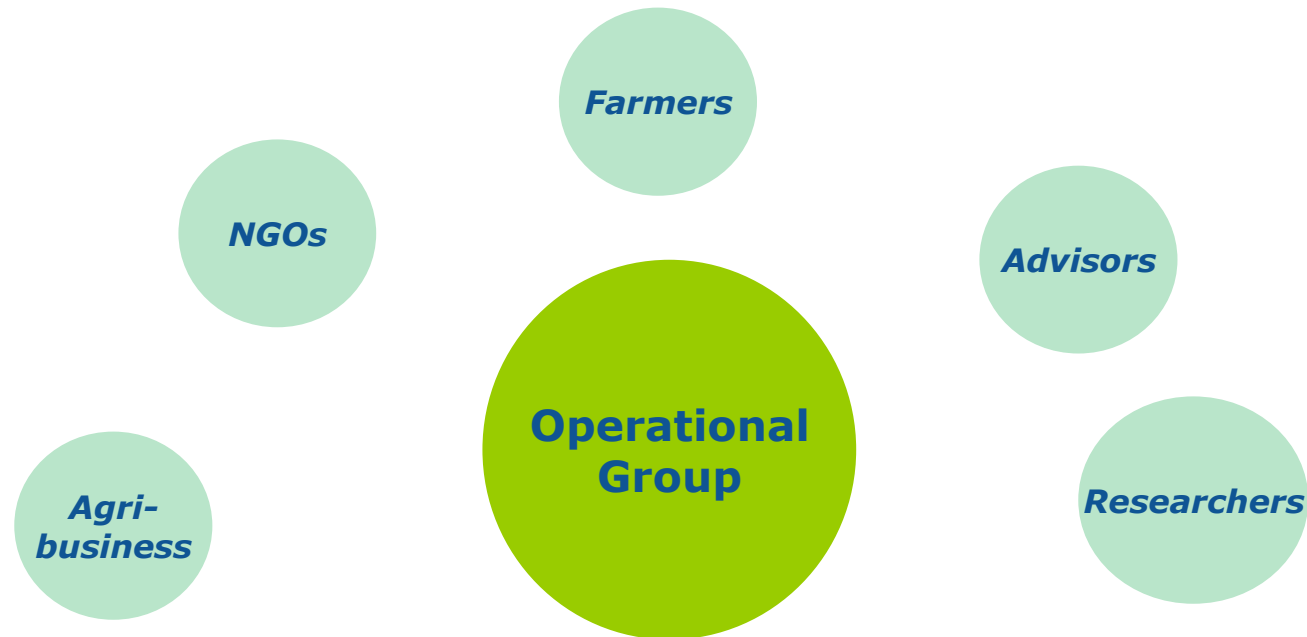 Farmers
NGOs
Advisors
Operational
Group
Agri-
business
Researchers